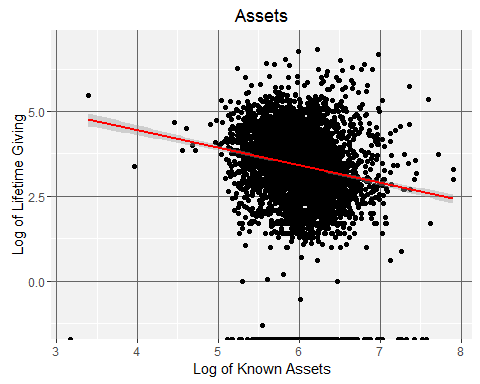 Assets
Log of Lifetime Giving
5.0
2.5
0.0
3 4 5 6 7 8
Log of Known Assets